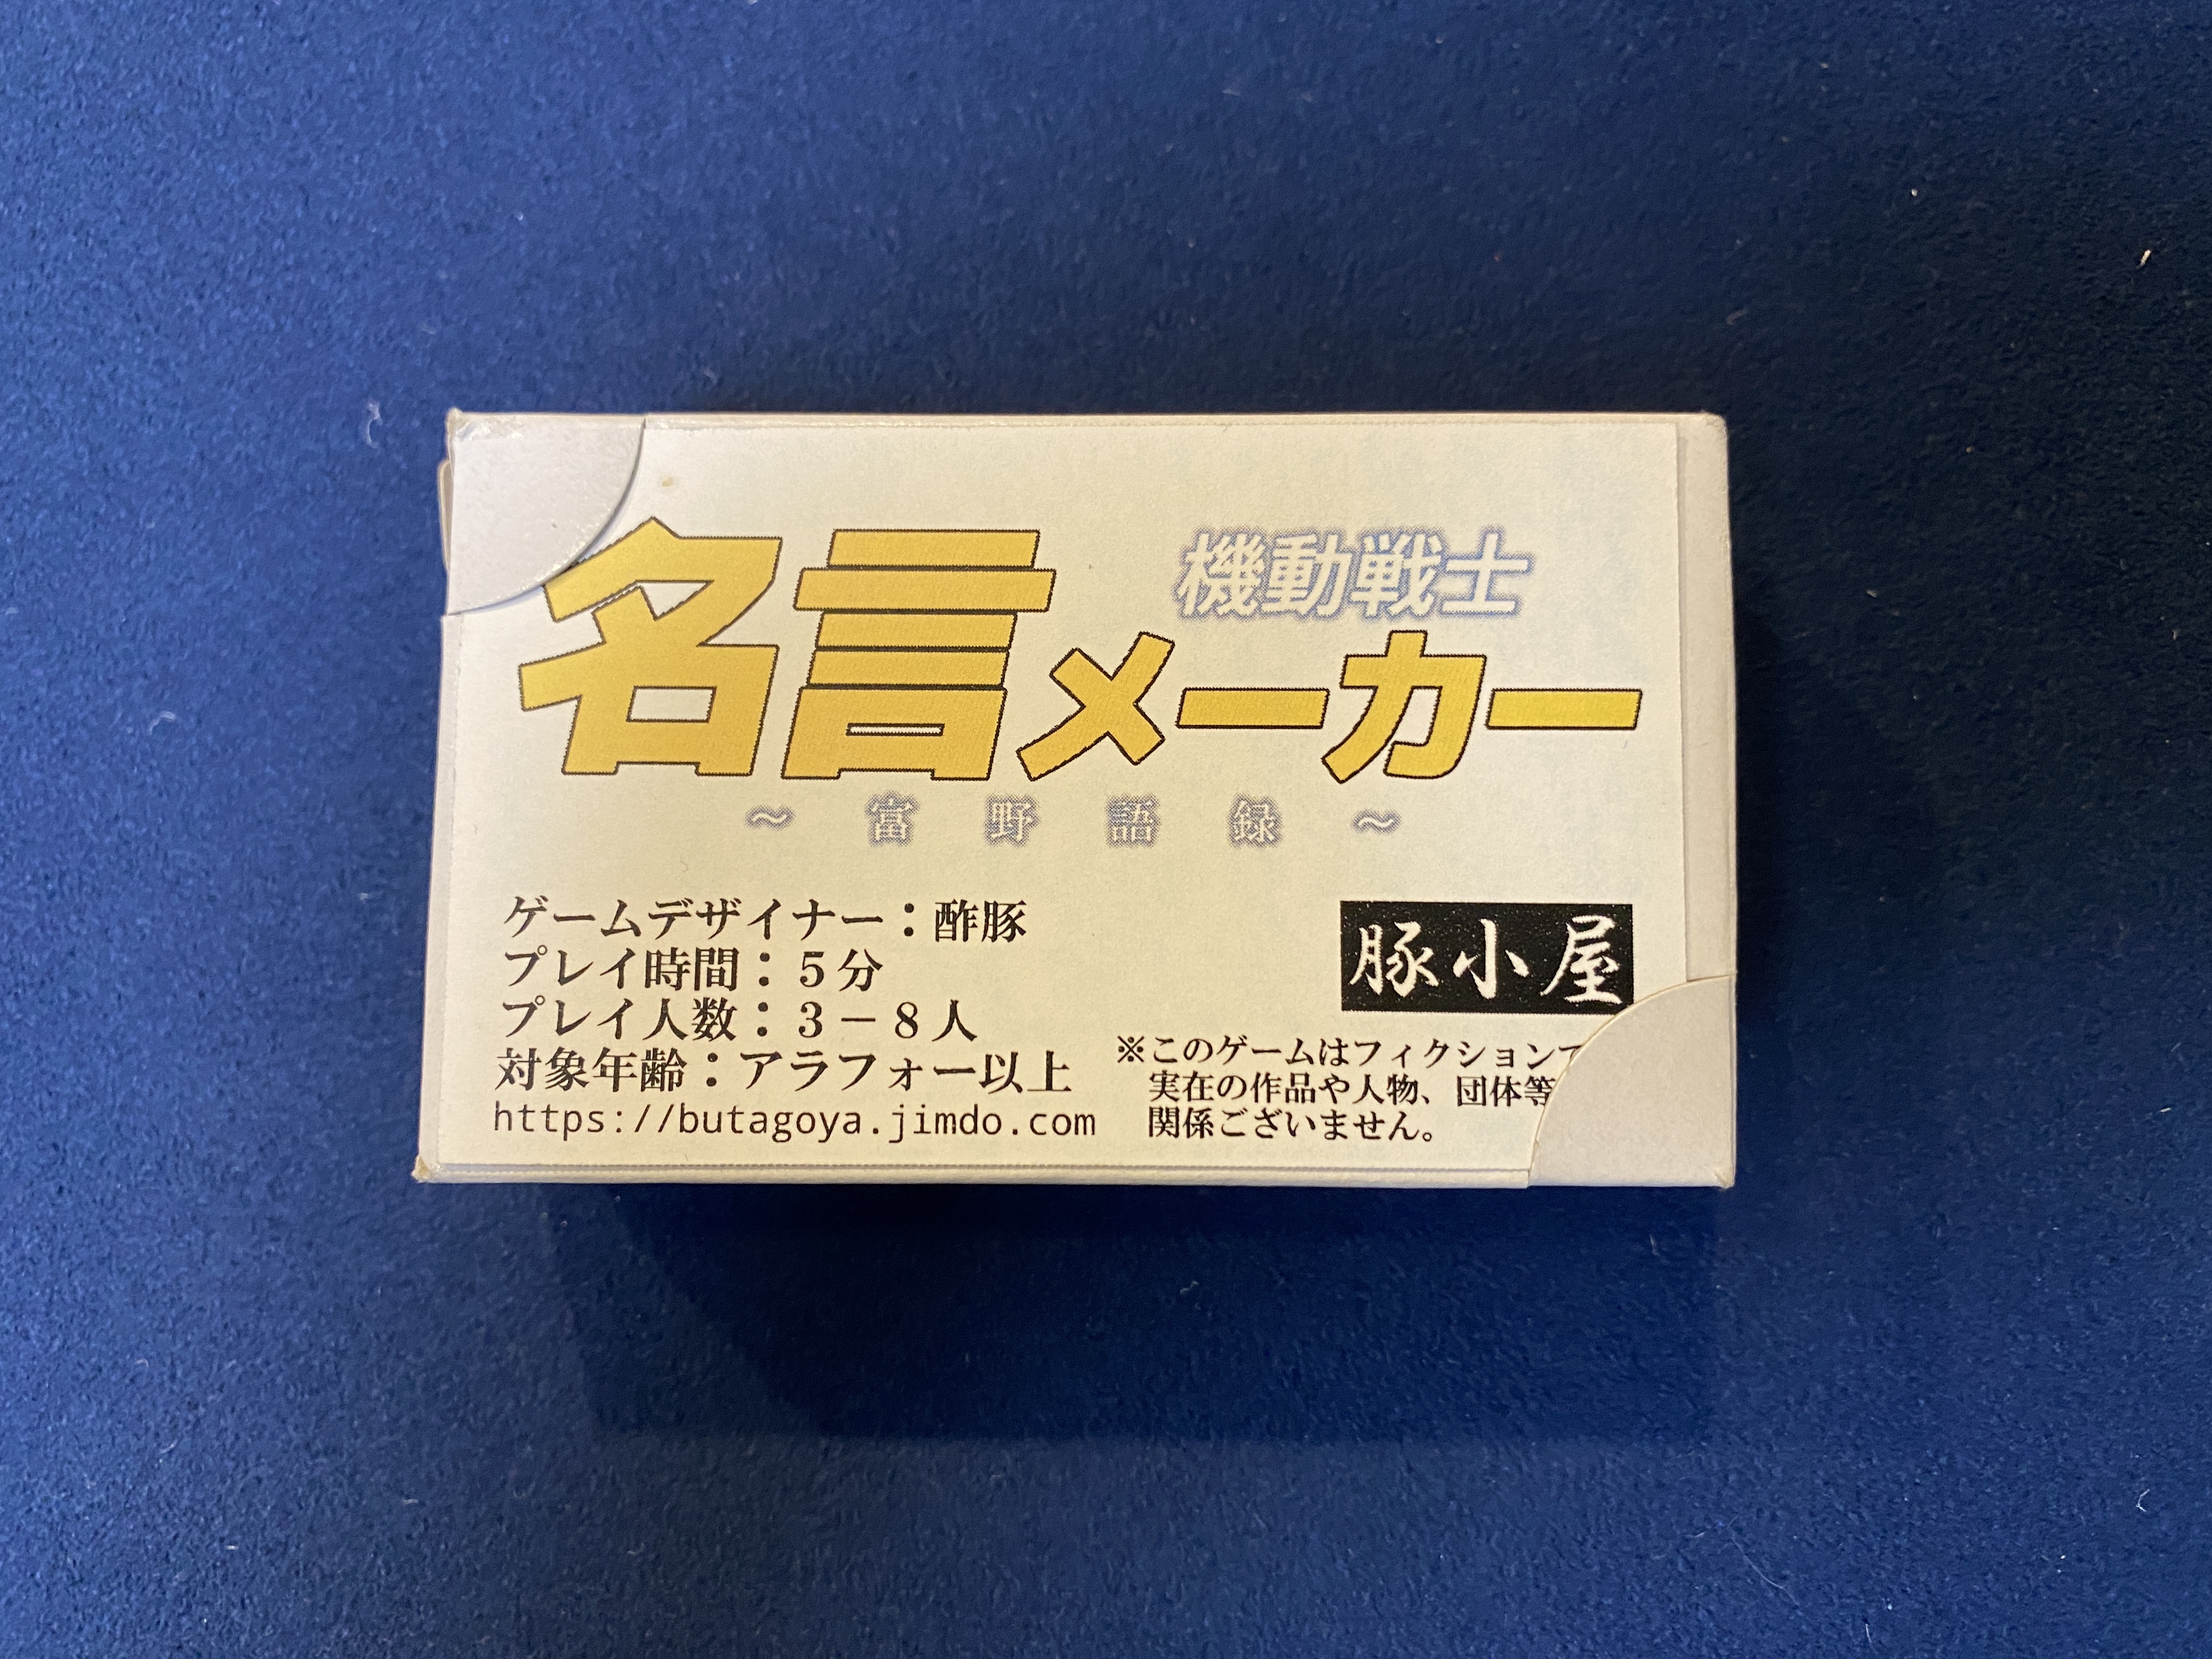 機動戦士
名言メーカー
～富野語録～
ゲームデザイナー：酢豚
プレイ時間：５分
プレイ人数：３－８人
対象年齢：アラフォー以上
https://butagoya.jimdo.com
豚小屋
※このゲームはフィクションで
実在の作品や人物、団体等
関係ございません。